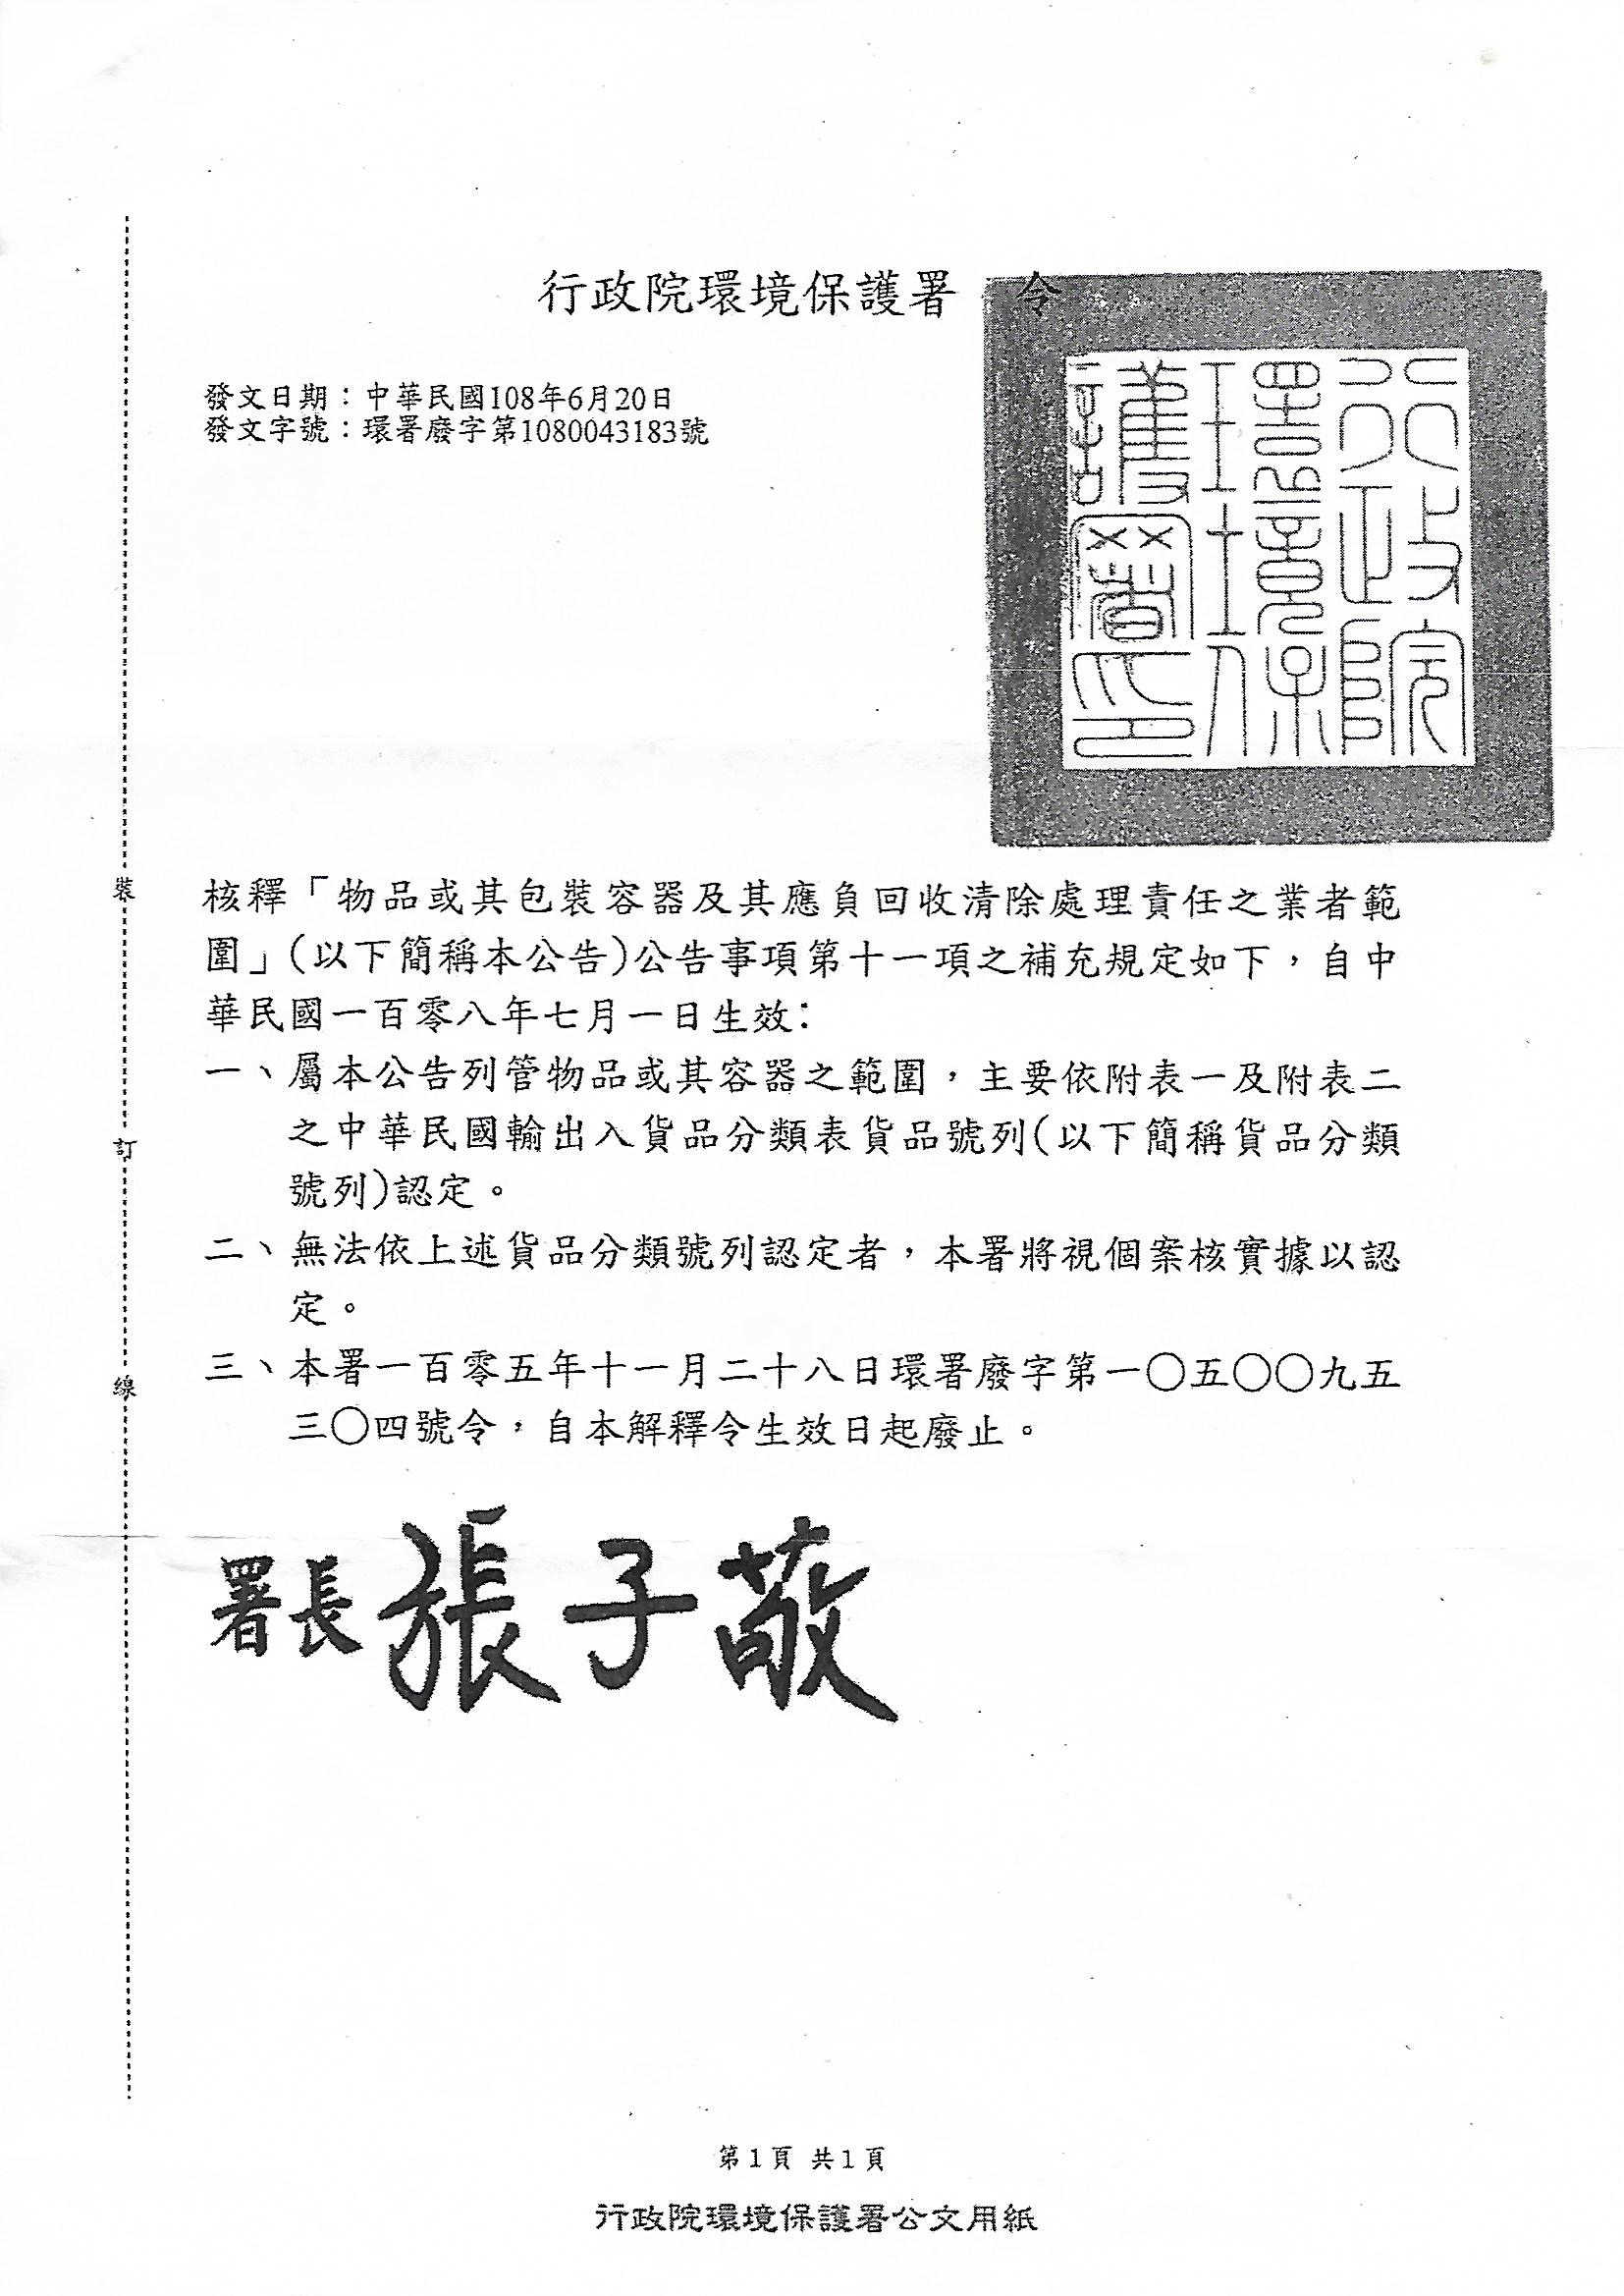 行政院環境保護署 令
行政院環境保護署印
發文日期：中華民國108年6月20日
發文字號：環署廢字第1080043183號
核釋「物品或其包裝容器及其應負回收清除處理責任之業者範
圍」(以下簡稱本公告)公告事項第十一項之補充規定如下，自中
華民國一百零八年七月一日生效：
一、屬本公告列管物品或其容器之範圍，主要依附表一及附表二
之中華民國輸出入貨品分類表貨品號列(以下簡稱貨品分類
號列)認定。
二、無法依上述貨品分類號列認定者，本署將視個案核實據以認
定。
三、本署一百零五年十一月二十八日環署廢字第一○五○○九五
三○四號令，自本解釋令生效日起廢止。
署長 張子敬
裝
訂
線
第1頁 共1頁
行政院環境保護署公文用紙